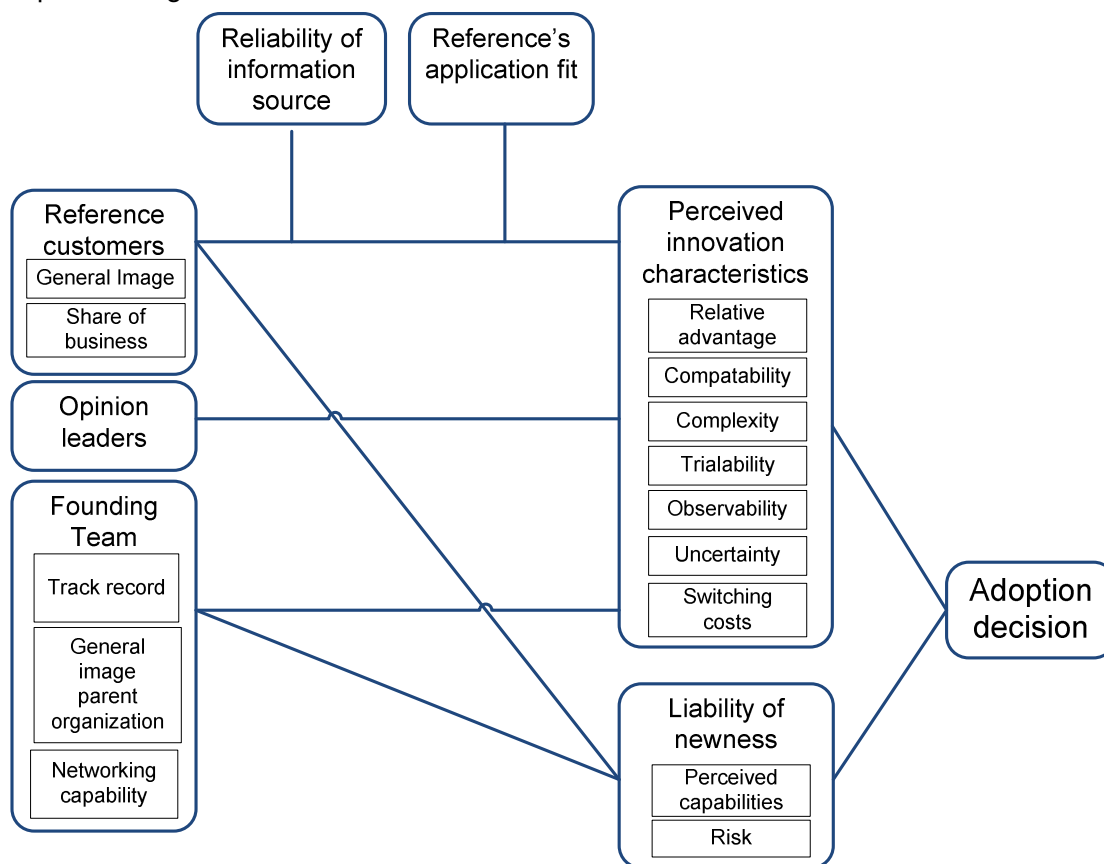 Reliability of
information
source
Reference's
application fit
Reference
customers
General Image
Share of
business
Opinion
leaders
Founding
Team
Track record
General
image
parent
organization
Networking
capability
Perceived
innovation
characteristics
Relative
advantage
Compatability
Complexity
Trialability
Observability
Uncertainty
Switching
costs
Liability of
newness
Perceived
capabilities
Risk
Adoption
decision